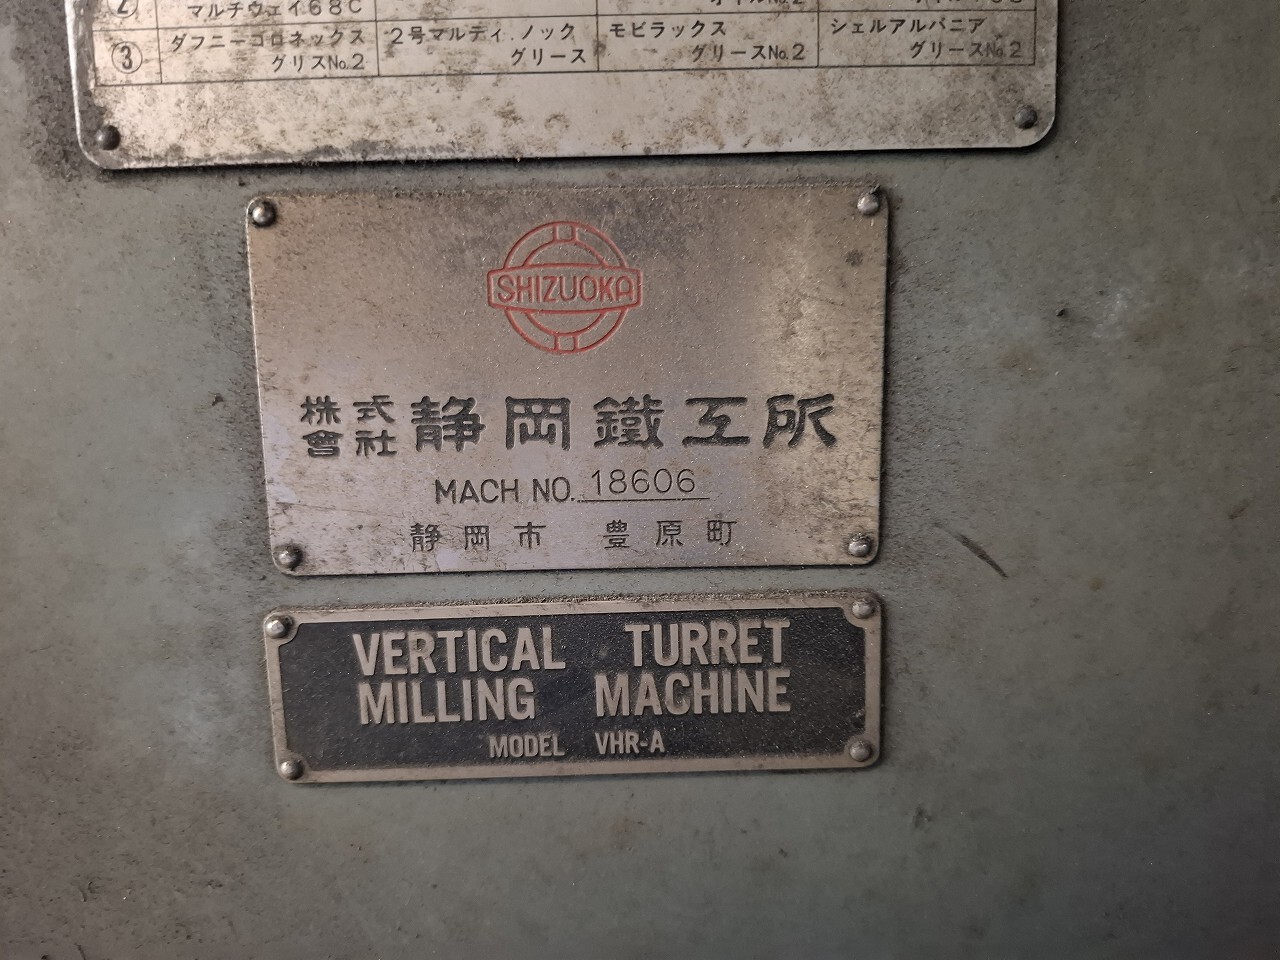 ② マルチウェイ68C
③ ダフニーコロネックス グリスNo.2 2号マルティ.ノック グリース モビラックス グリースNo.2 シェルアルバニア グリースNo.2
SHIZUOKA
株式會社 静岡鐵工所
MACH NO. 18606
静岡市 豊原町
VERTICAL TURRET
MILLING MACHINE
MODEL VHR-A